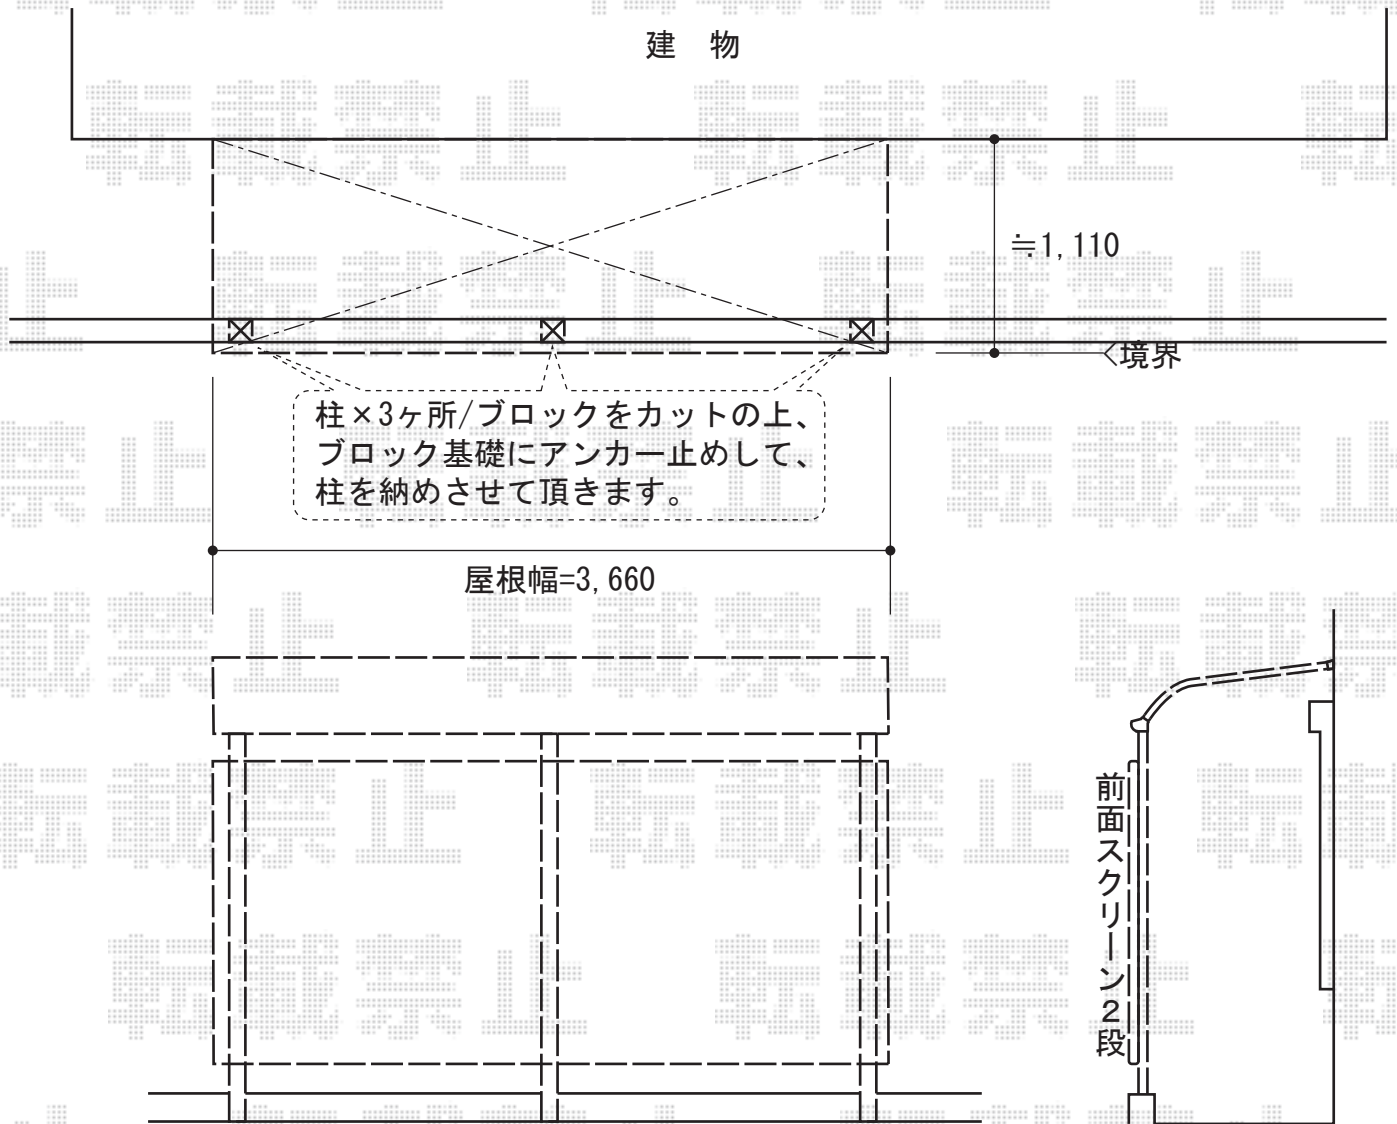 建 物
≒1,110
境界
柱×3ヶ所/ブロックをカットの上、
ブロック基礎にアンカー止めして、
柱を納めさせて頂きます。
屋根幅=3,660
前面スクリーン2段
転載禁止